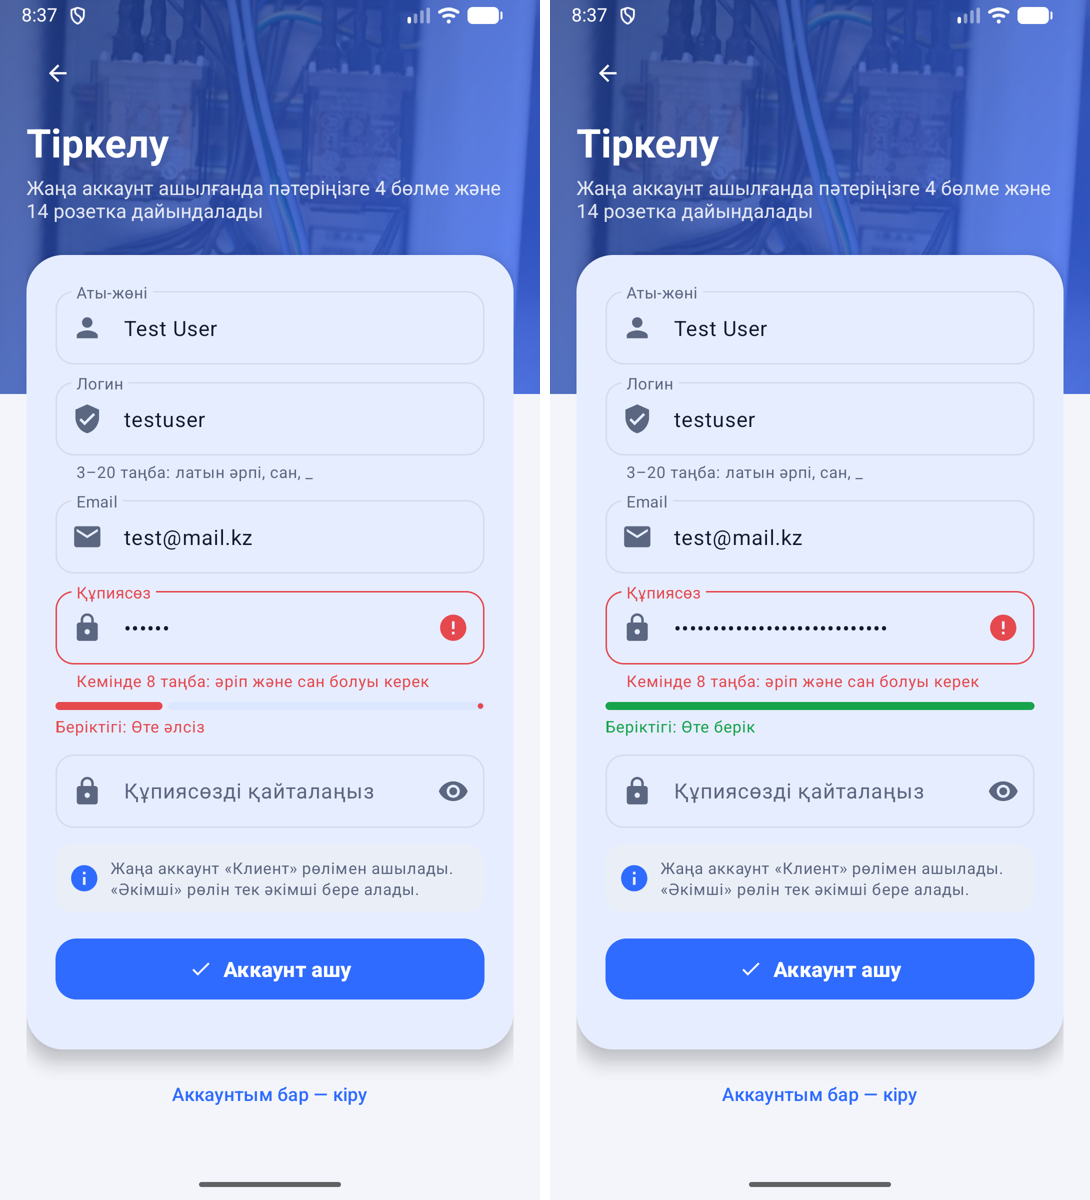 8:37
Тіркелу
Жаңа аккаунт ашылғанда пәтеріңізге 4 бөлме және
14 розетка дайындалады
Аты-жөні
Test User
Логин
testuser
3–20 таңба: латын әрпі, сан, _
Email
test@mail.kz
Құпиясөз
••••••
Кемінде 8 таңба: әріп және сан болуы керек
Беріктігі: Өте әлсіз
Құпиясөзді қайталаңыз
Жаңа аккаунт «Клиент» рөлімен ашылады.
«Әкімші» рөлін тек әкімші бере алады.
Аккаунт ашу
Аккаунтым бар — кіру
8:37
Тіркелу
Жаңа аккаунт ашылғанда пәтеріңізге 4 бөлме және
14 розетка дайындалады
Аты-жөні
Test User
Логин
testuser
3–20 таңба: латын әрпі, сан, _
Email
test@mail.kz
Құпиясөз
••••••••••••••••••••••••••••
Кемінде 8 таңба: әріп және сан болуы керек
Беріктігі: Өте берік
Құпиясөзді қайталаңыз
Жаңа аккаунт «Клиент» рөлімен ашылады.
«Әкімші» рөлін тек әкімші бере алады.
Аккаунт ашу
Аккаунтым бар — кіру